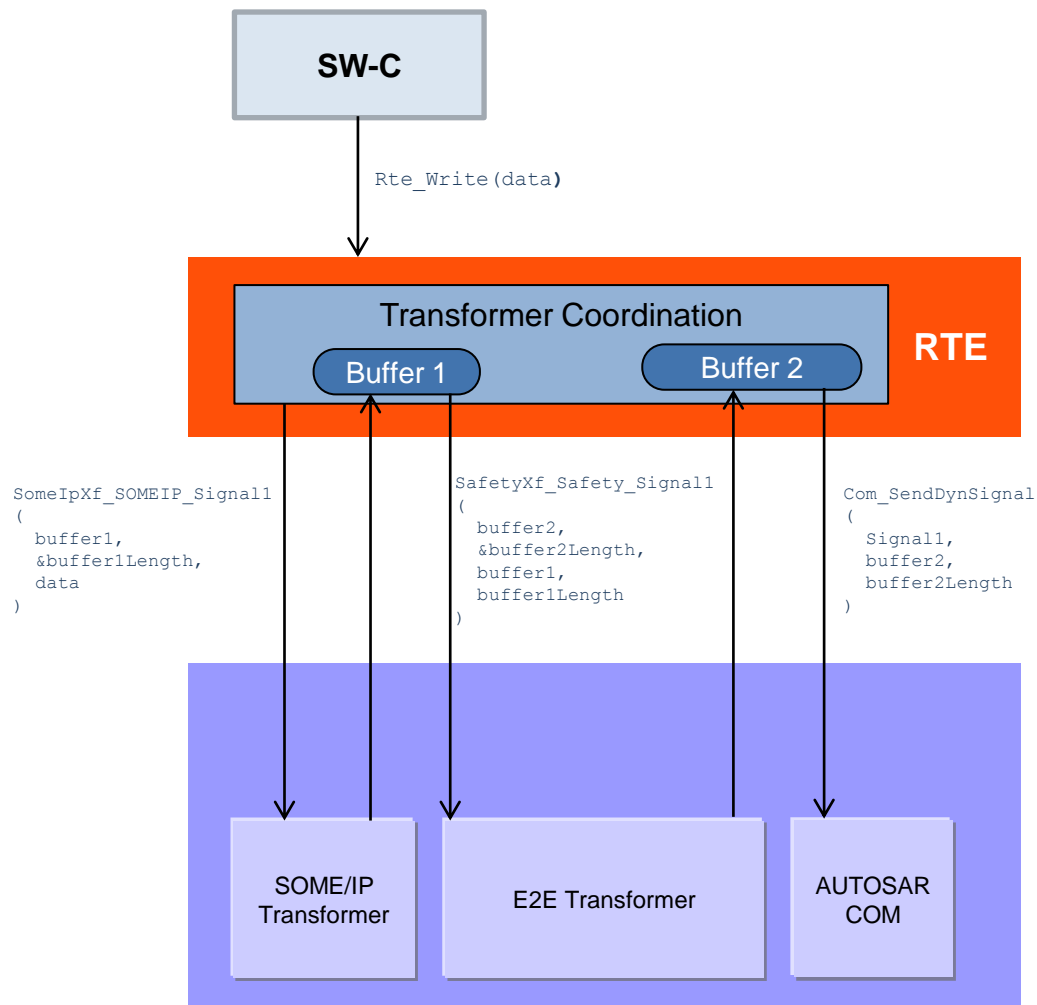 SW-C
Rte_Write(data)
Transformer Coordination
Buffer 1
Buffer 2
RTE
SomeIpXf_SOMEIP_Signal1
(
buffer1,
&buffer1Length,
data
)
SafetyXf_Safety_Signal1
(
buffer2,
&buffer2Length,
buffer1,
buffer1Length
)
Com_SendDynSignal
(
Signal1,
buffer2,
buffer2Length
)
SOME/IP
Transformer
E2E Transformer
AUTOSAR
COM